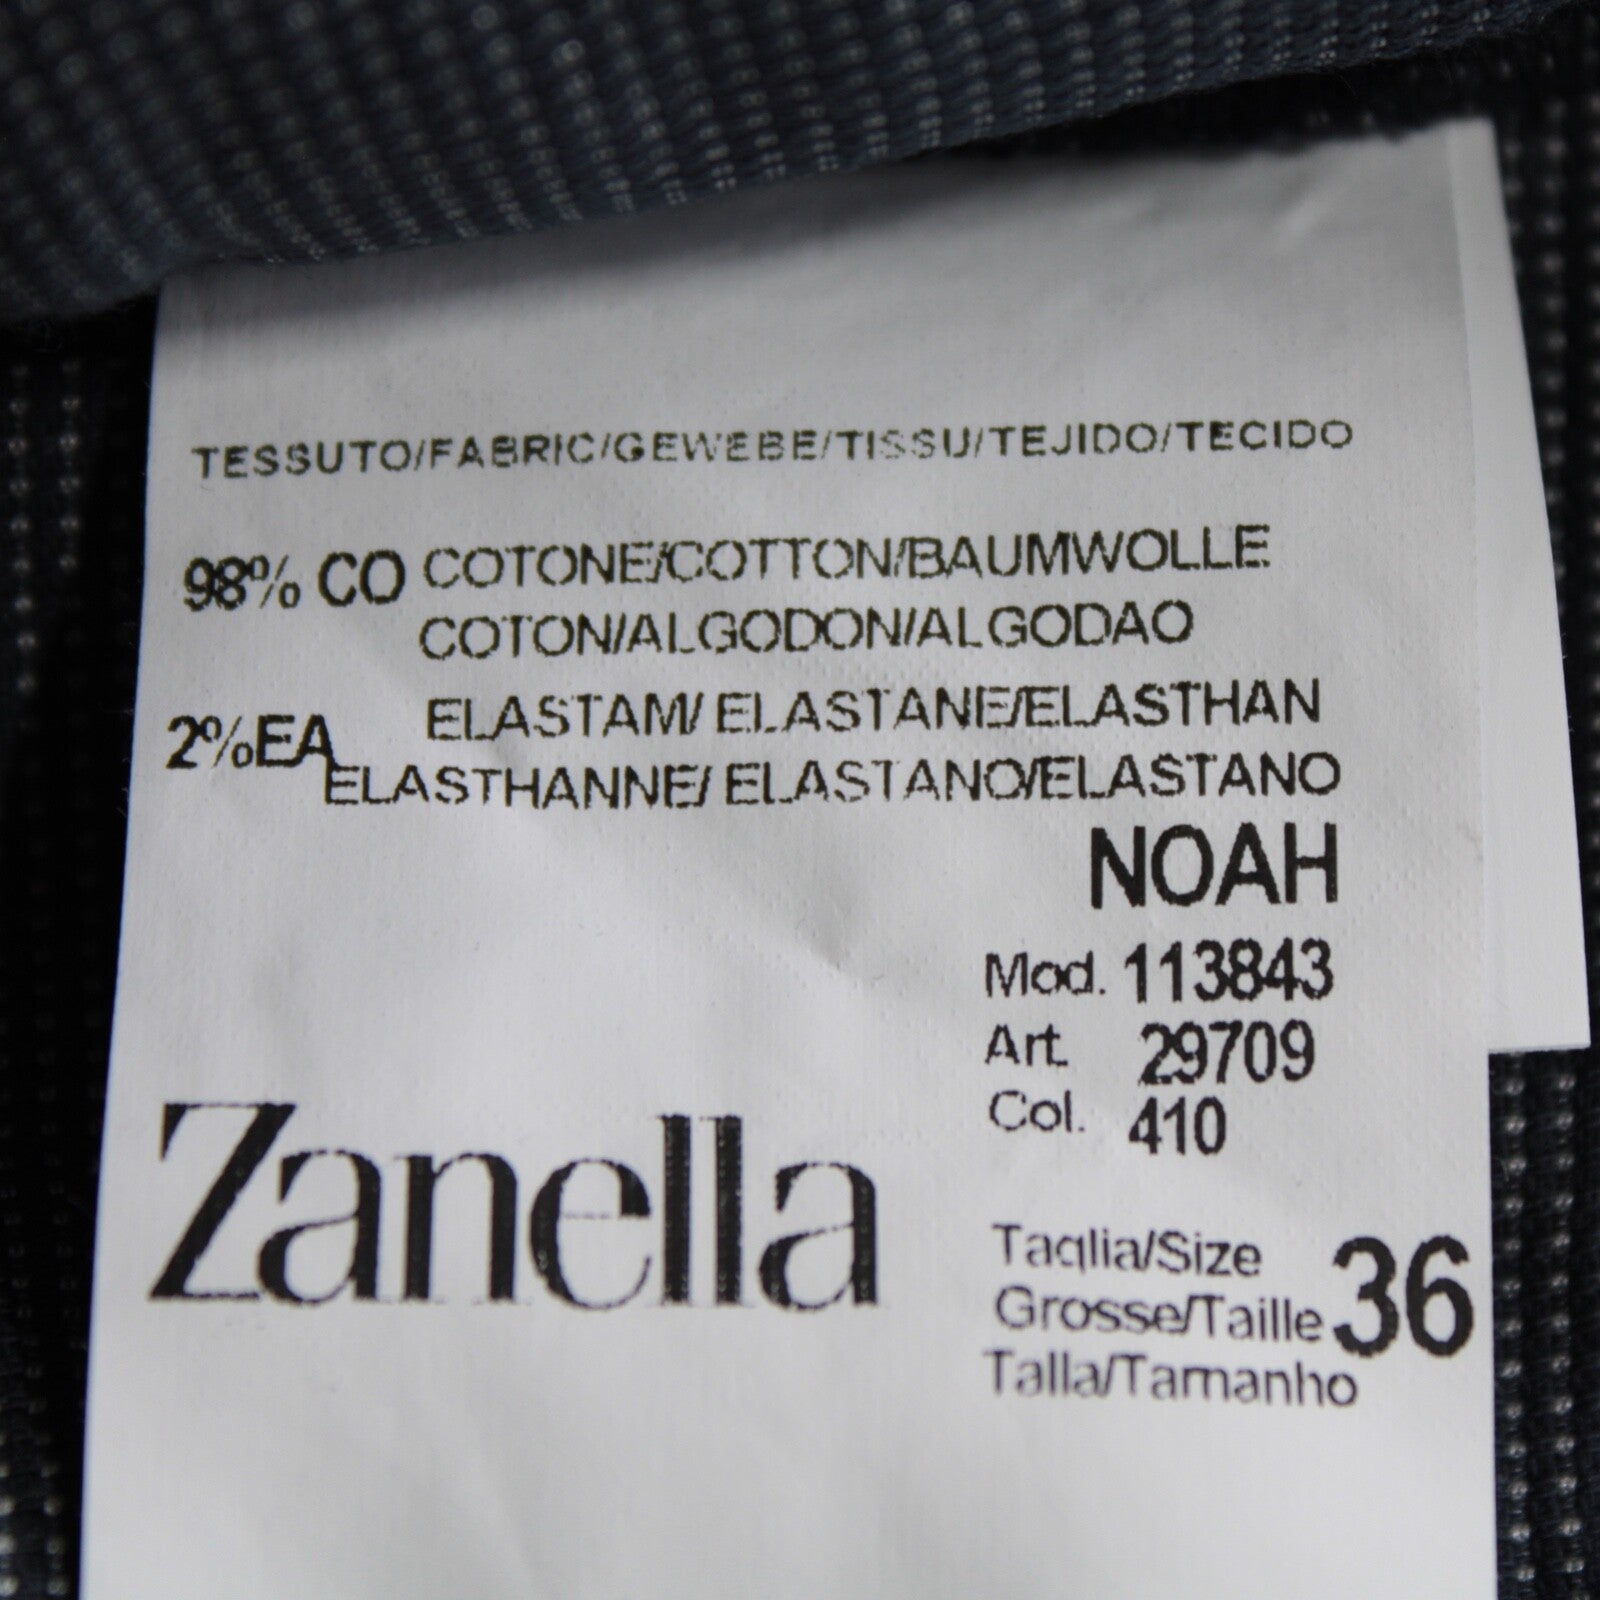 TESSUTO/FABRIC/GEWEBE/TISSU/TEJIDO/TECIDO
98% CO COTONE/COTTON/BAUMWOLLE
COTON/ALGODON/ALGODAO
2%EA ELASTAM/ ELASTANE/ELASTHAN
ELASTHANNE/ ELASTANO/ELASTANO
NOAH
Mod. 113843
Art. 29709
Col. 410
Zanella
Taglia/Size
Grosse/Taille 36
Talla/Tamanho